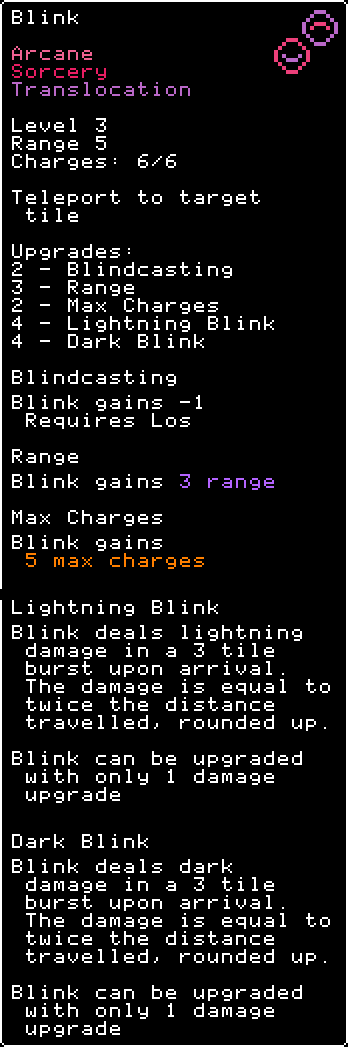 Blink
Arcane
Sorcery
Translocation
Level 3
Range 5
Charges: 6/6
Teleport to target
tile
Upgrades:
2 - Blindcasting
3 - Range
2 - Max Charges
4 - Lightning Blink
4 - Dark Blink
Blindcasting
Blink gains -1
Requires Los
Range
Blink gains 3 range
Max Charges
Blink gains
5 max charges
Lightning Blink
Blink deals lightning
damage in a 3 tile
burst upon arrival.
The damage is equal to
twice the distance
travelled, rounded up.
Blink can be upgraded
with only 1 damage
upgrade
Dark Blink
Blink deals dark
damage in a 3 tile
burst upon arrival.
The damage is equal to
twice the distance
travelled, rounded up.
Blink can be upgraded
with only 1 damage
upgrade